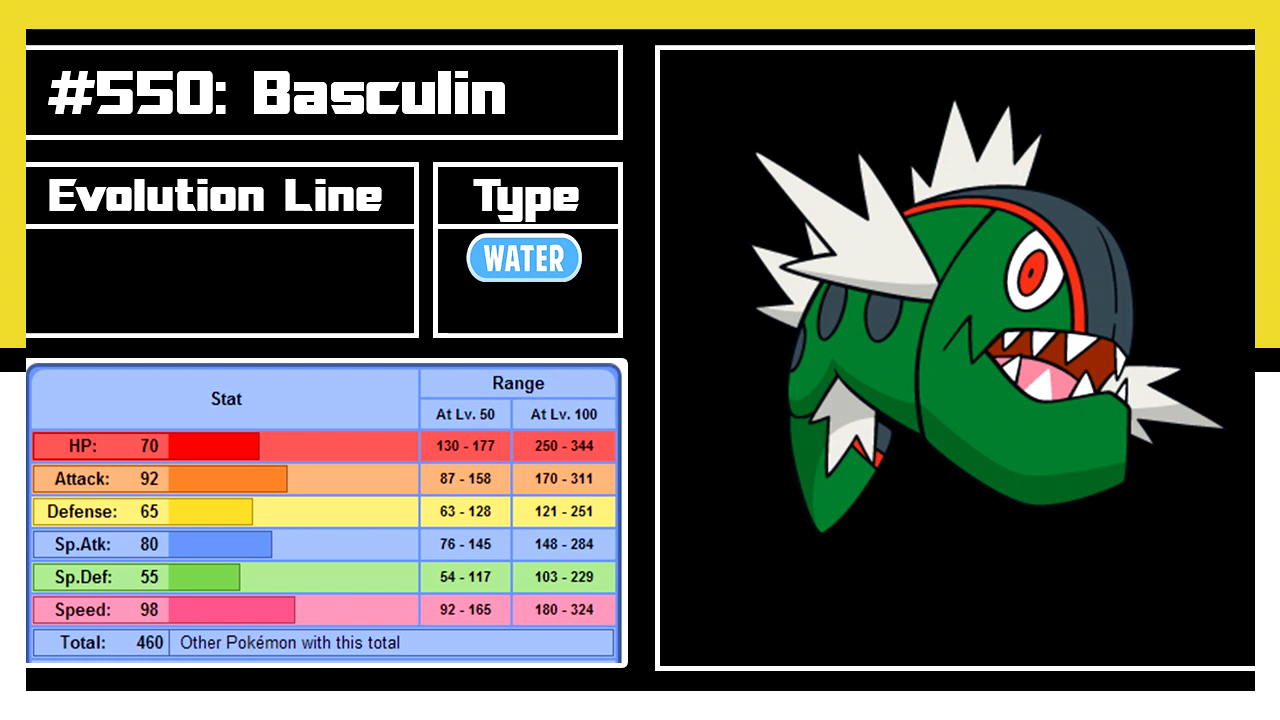 #550: Basculin
Evolution Line
Type
WATER
Stat
Range
At Lv. 50
At Lv. 100
HP: 70 130 - 177 250 - 344
Attack: 92 87 - 158 170 - 311
Defense: 65 63 - 128 121 - 251
Sp.Atk: 80 76 - 145 148 - 284
Sp.Def: 55 54 - 117 103 - 229
Speed: 98 92 - 165 180 - 324
Total: 460 Other Pokémon with this total